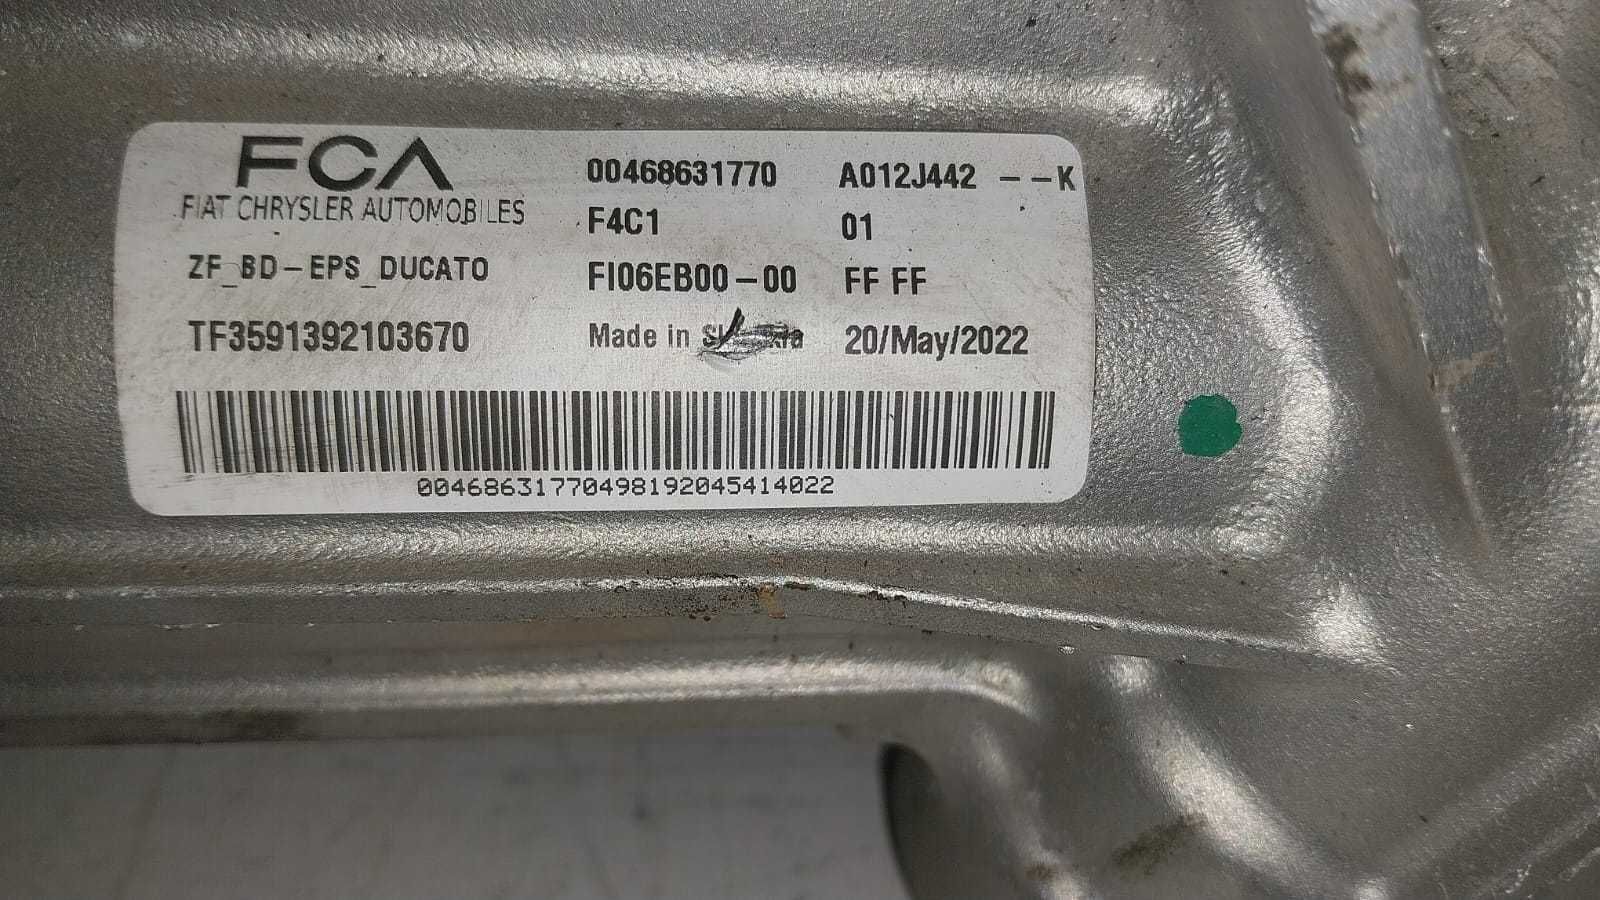 FCA
FIAT CHRYSLER AUTOMOBILES
ZF_BD-EPS_DUCATO
TF3591392103670
00468631770 A012J442 --K
F4C1 01
FI06EB00-00 FF FF
Made in 20/May/2022
00468631770498192045414022